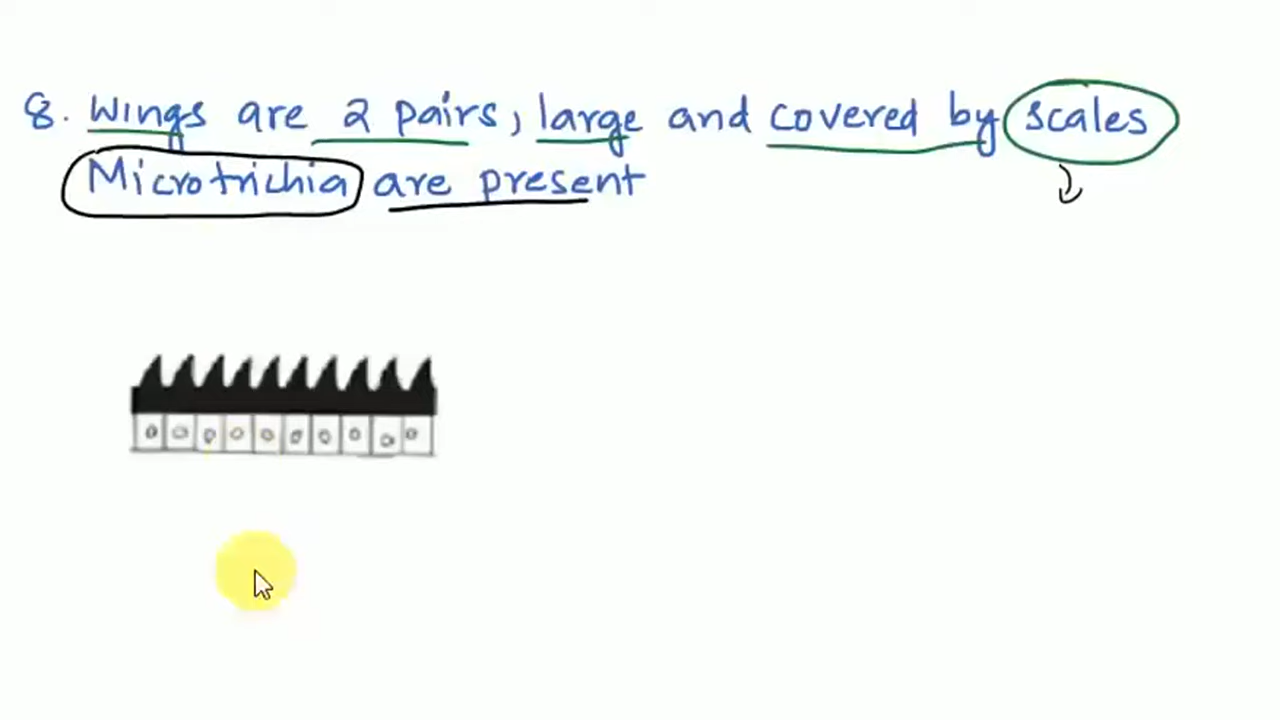 8. Wings are 2 pairs, large and covered by scales
Microtrichia are present